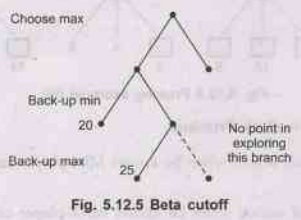 Choose max
Back-up min
20
No point in
exploring
this branch
Back-up max
25
Fig. 5.12.5 Beta cutoff